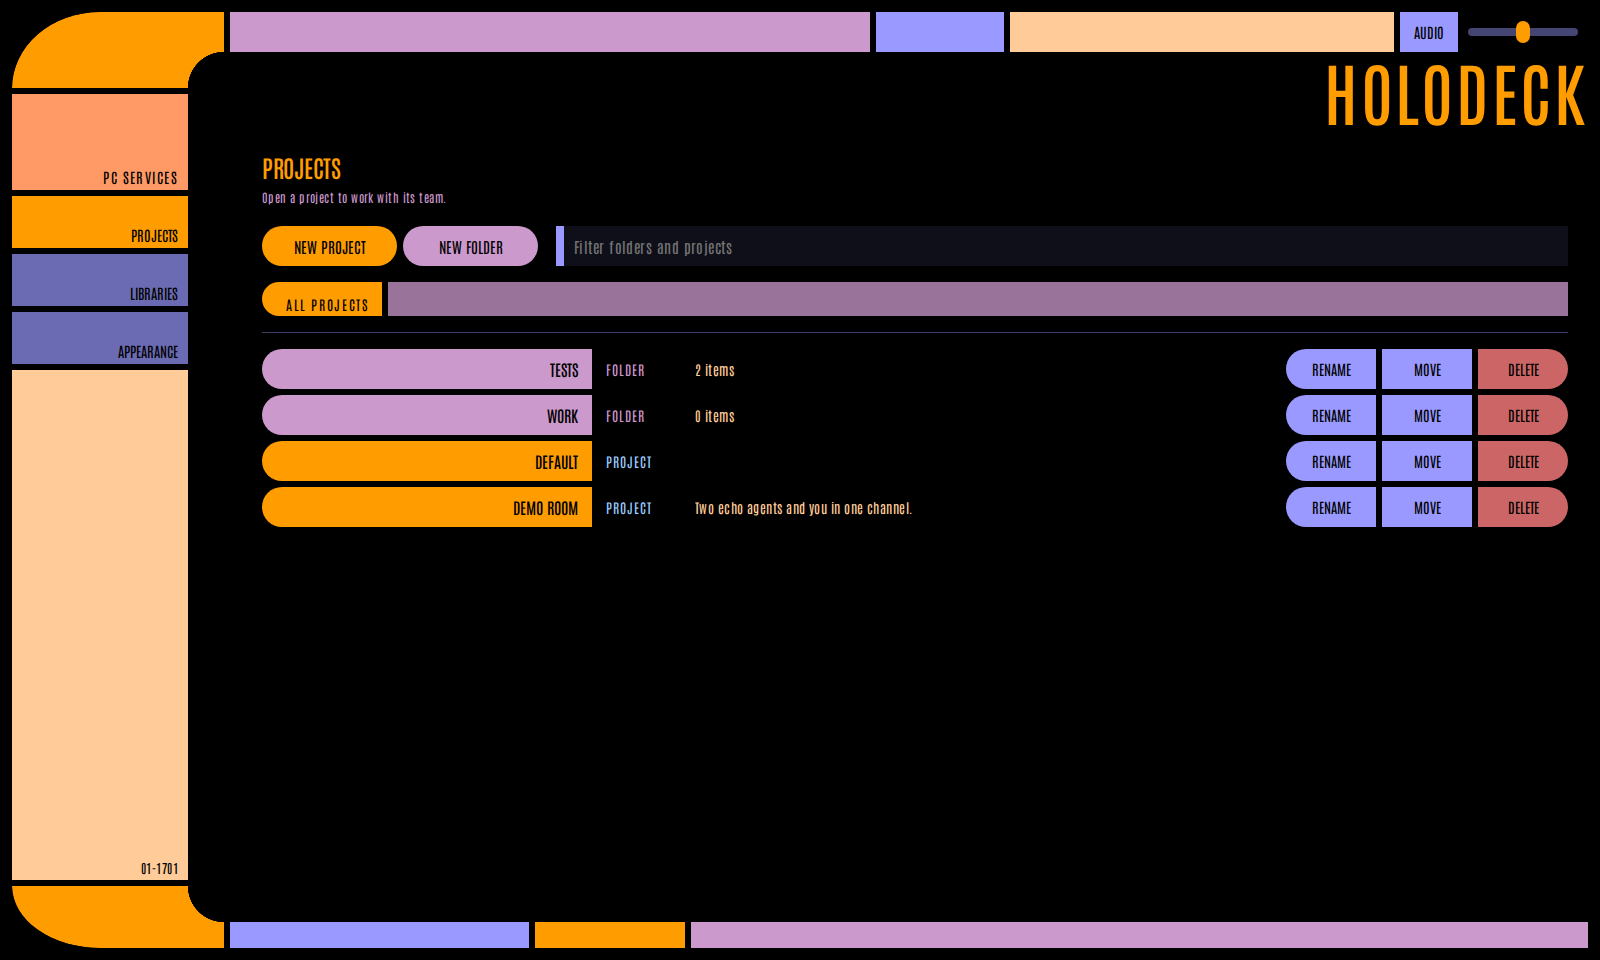 AUDIO
HOLODECK
PC SERVICES
PROJECTS
LIBRARIES
APPEARANCE
01-1701
PROJECTS
Open a project to work with its team.
NEW PROJECT NEW FOLDER Filter folders and projects
ALL PROJECTS
TESTS FOLDER 2 items RENAME MOVE DELETE
WORK FOLDER 0 items RENAME MOVE DELETE
DEFAULT PROJECT RENAME MOVE DELETE
DEMO ROOM PROJECT Two echo agents and you in one channel. RENAME MOVE DELETE